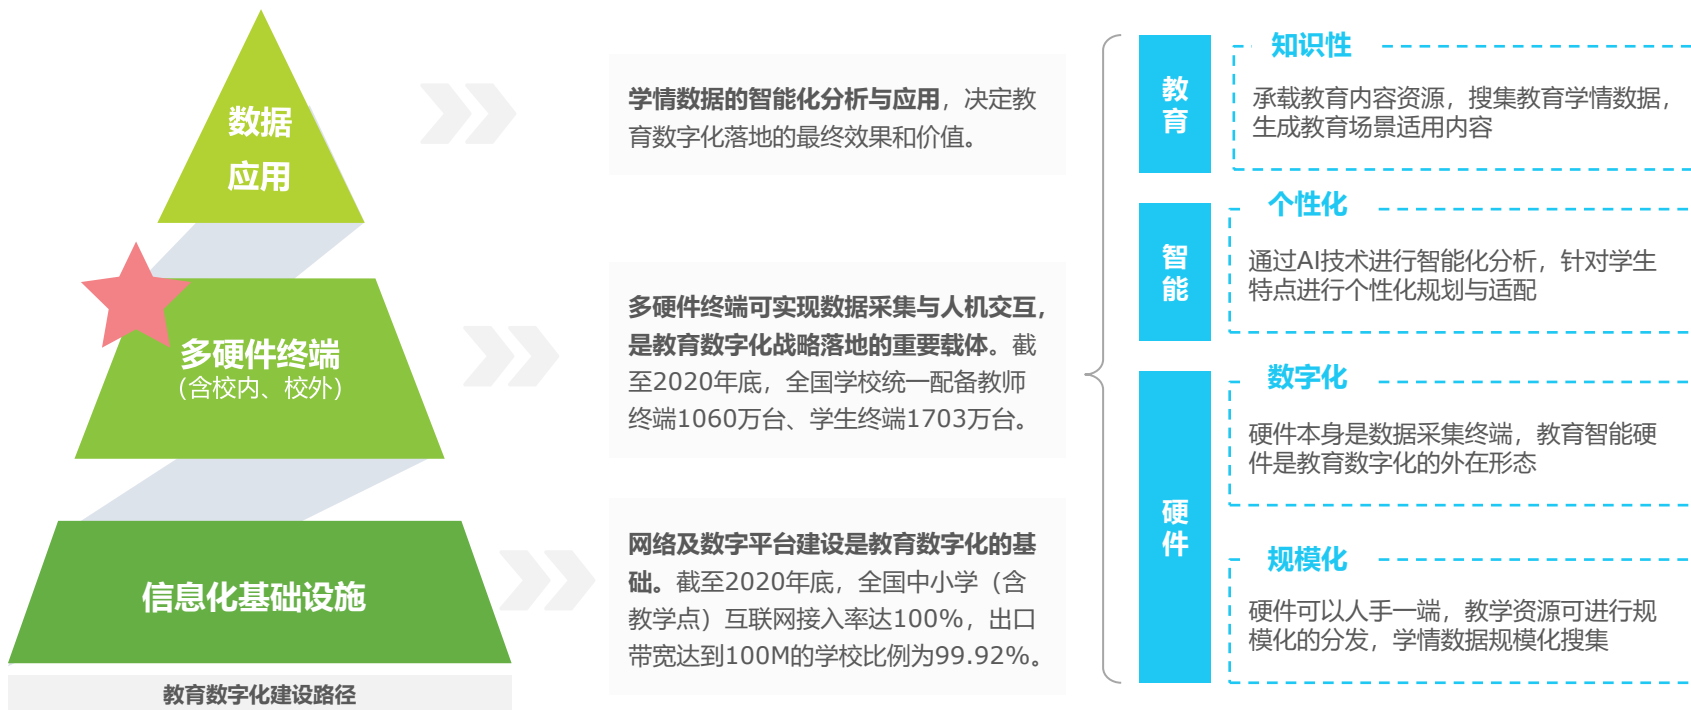 数据
应用
多硬件终端
（含校内、校外）
信息化基础设施
教育数字化建设路径
学情数据的智能化分析与应用，决定教
育数字化落地的最终效果和价值。
多硬件终端可实现数据采集与人机交互，
是教育数字化战略落地的重要载体。截
至2020年底，全国学校统一配备教师
终端1060万台、学生终端1703万台。
网络及数字平台建设是教育数字化的基
础。截至2020年底，全国中小学（含
教学点）互联网接入率达100%，出口
带宽达到100M的学校比例为99.92%。
教育
知识性
承载教育内容资源，搜集教育学情数据，
生成教育场景适用内容
智能
个性化
通过AI技术进行智能化分析，针对学生
特点进行个性化规划与适配
硬件
数字化
硬件本身是数据采集终端，教育智能硬
件是教育数字化的外在形态
规模化
硬件可以人手一端，教学资源可进行规
模化的分发，学情数据规模化搜集